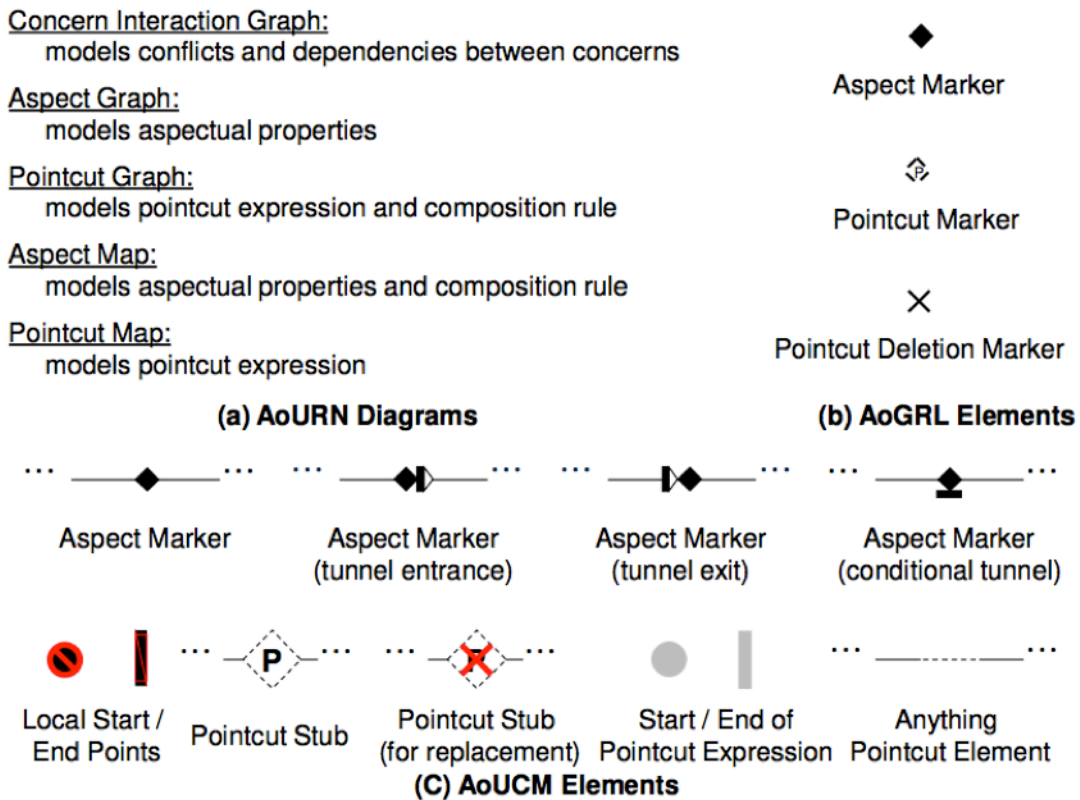 Concern Interaction Graph:
models conflicts and dependencies between concerns
Aspect Graph:
models aspectual properties
Pointcut Graph:
models pointcut expression and composition rule
Aspect Map:
models aspectual properties and composition rule
Pointcut Map:
models pointcut expression
(a) AoURN Diagrams
Aspect Marker
P
Pointcut Marker
Pointcut Deletion Marker
(b) AoGRL Elements
... ... ... ... ... ... ... ...
Aspect Marker Aspect Marker Aspect Marker Aspect Marker
(tunnel entrance) (tunnel exit) (conditional tunnel)
... P ... ... P ... ... ...
Local Start / Pointcut Stub Pointcut Stub Start / End of Anything
End Points (for replacement) Pointcut Expression Pointcut Element
(C) AoUCM Elements